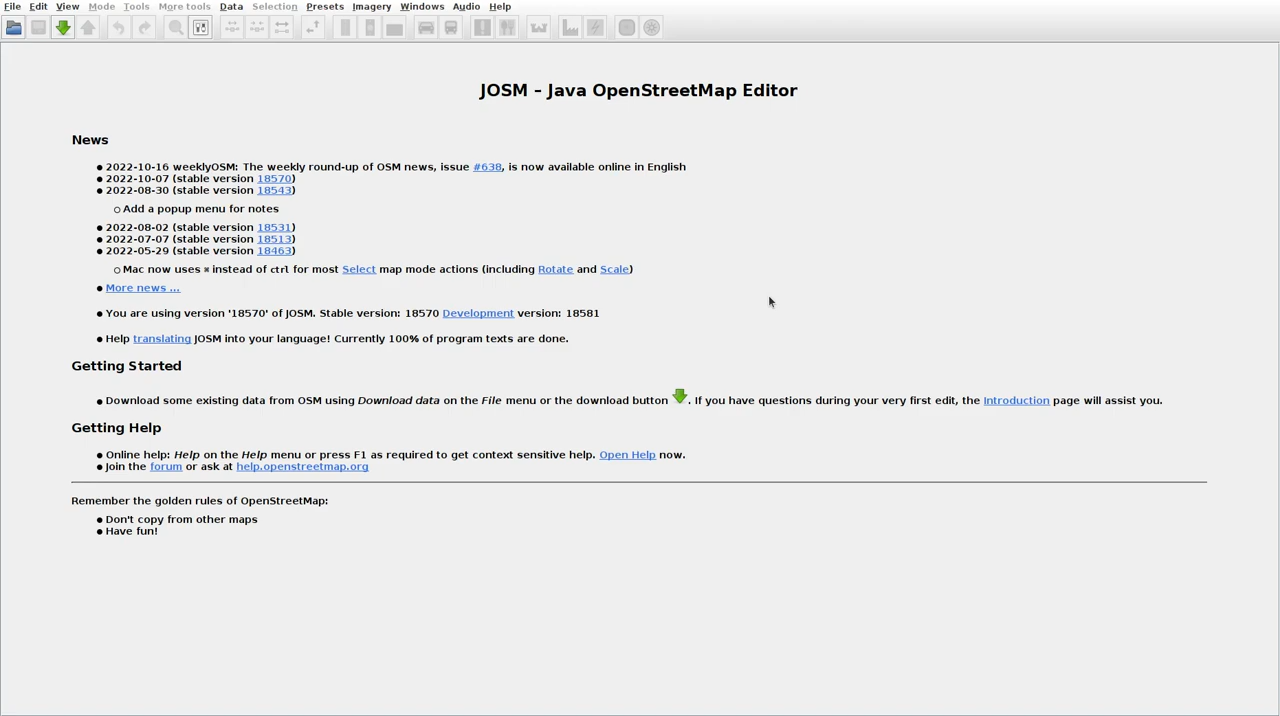 File Edit View Mode Tools More tools Data Selection Presets Imagery Windows Audio Help
JOSM – Java OpenStreetMap Editor
News
2022-10-16 weeklyOSM: The weekly round-up of OSM news, issue #638, is now available online in English
2022-10-07 (stable version 18570)
2022-08-30 (stable version 18543)
Add a popup menu for notes
2022-08-02 (stable version 18531)
2022-07-07 (stable version 18513)
2022-05-29 (stable version 18463)
Mac now uses ⌘ instead of ctrl for most Select map mode actions (including Rotate and Scale)
More news ...
You are using version '18570' of JOSM. Stable version: 18570 Development version: 18581
Help translating JOSM into your language! Currently 100% of program texts are done.
Getting Started
Download some existing data from OSM using Download data on the File menu or the download button . If you have questions during your very first edit, the Introduction page will assist you.
Getting Help
Online help: Help on the Help menu or press F1 as required to get context sensitive help. Open Help now.
Join the forum or ask at help.openstreetmap.org
Remember the golden rules of OpenStreetMap:
Don't copy from other maps
Have fun!